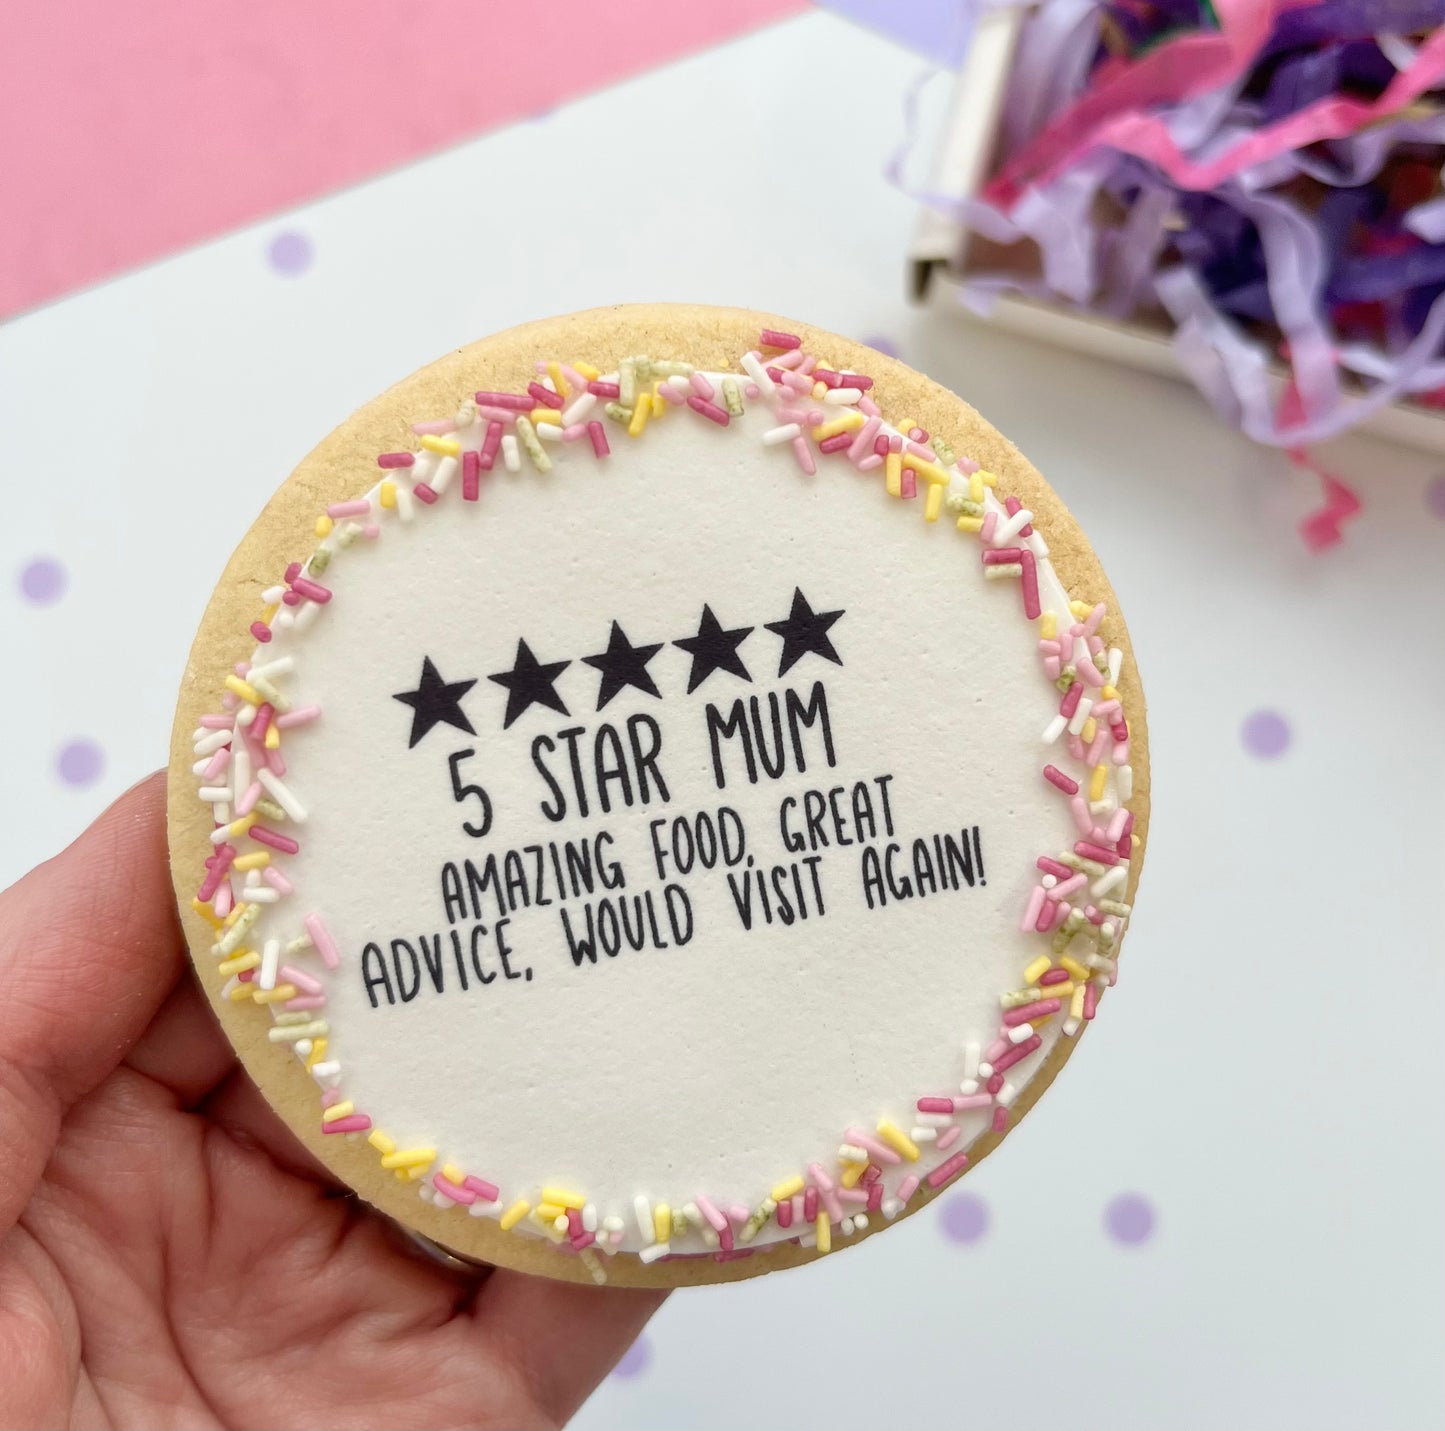 5 STAR MUM
AMAZING FOOD, GREAT
ADVICE, WOULD VISIT AGAIN!